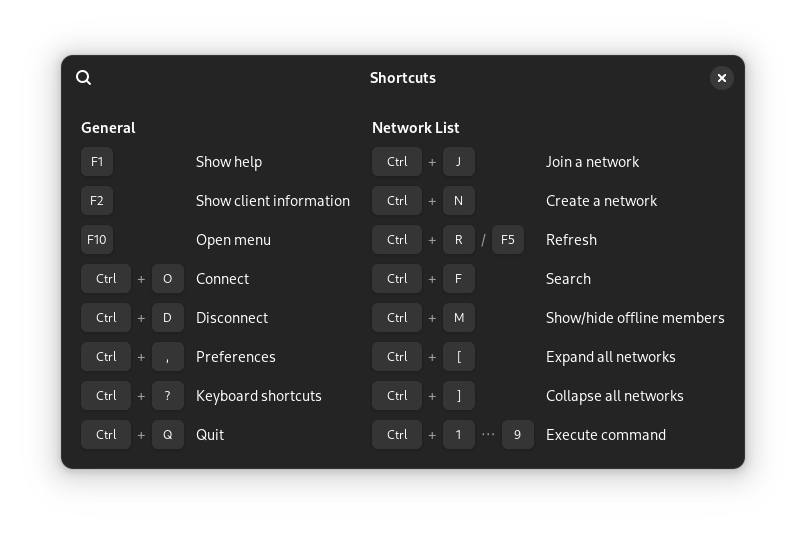 Shortcuts
General
F1 Show help
F2 Show client information
F10 Open menu
Ctrl + O Connect
Ctrl + D Disconnect
Ctrl + , Preferences
Ctrl + ? Keyboard shortcuts
Ctrl + Q Quit
Network List
Ctrl + J Join a network
Ctrl + N Create a network
Ctrl + R / F5 Refresh
Ctrl + F Search
Ctrl + M Show/hide offline members
Ctrl + [ Expand all networks
Ctrl + ] Collapse all networks
Ctrl + 1 ⋯ 9 Execute command